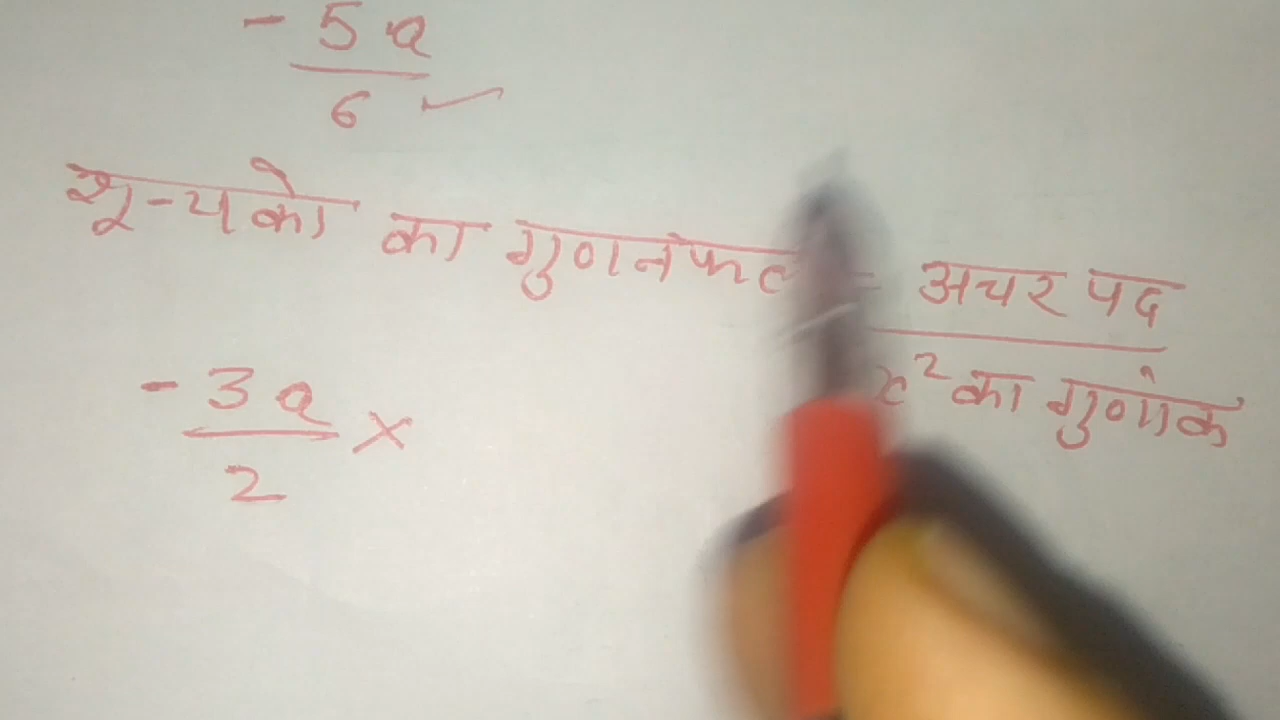 - 5a
6 ✓
शून्यको का गुणनफल = अचर पद
x² का गुणांक
- 3a ×
2